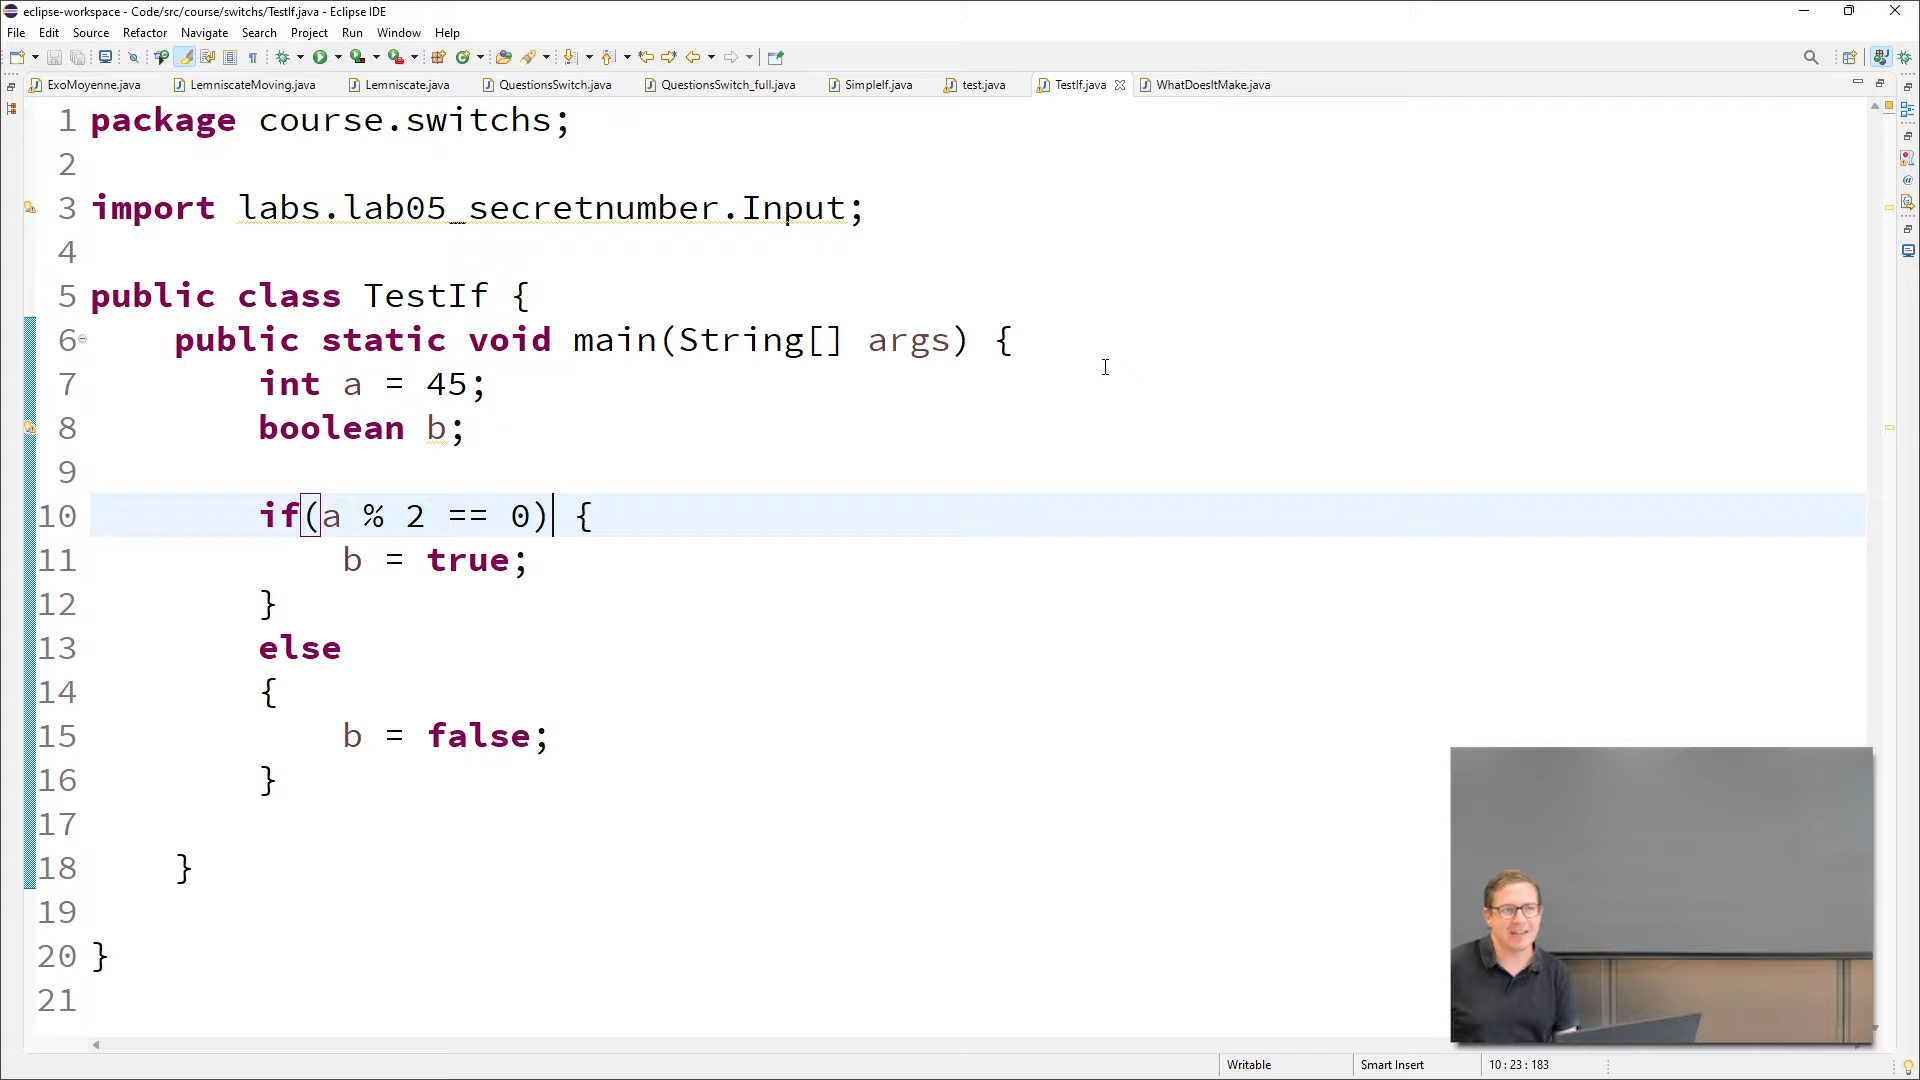 eclipse-workspace - Code/src/course/switchs/TestIf.java - Eclipse IDE
File Edit Source Refactor Navigate Search Project Run Window Help
ExoMoyenne.java LemniscateMoving.java Lemniscate.java QuestionsSwitch.java QuestionsSwitch_full.java SimpleIf.java test.java TestIf.java WhatDoesItMake.java
1 package course.switchs;
2
3 import labs.lab05_secretnumber.Input;
4
5 public class TestIf {
6 public static void main(String[] args) {
7 int a = 45;
8 boolean b;
9
10 if(a % 2 == 0) {
11 b = true;
12 }
13 else
14 {
15 b = false;
16 }
17
18 }
19
20 }
21
Writable Smart Insert 10 : 23 : 183